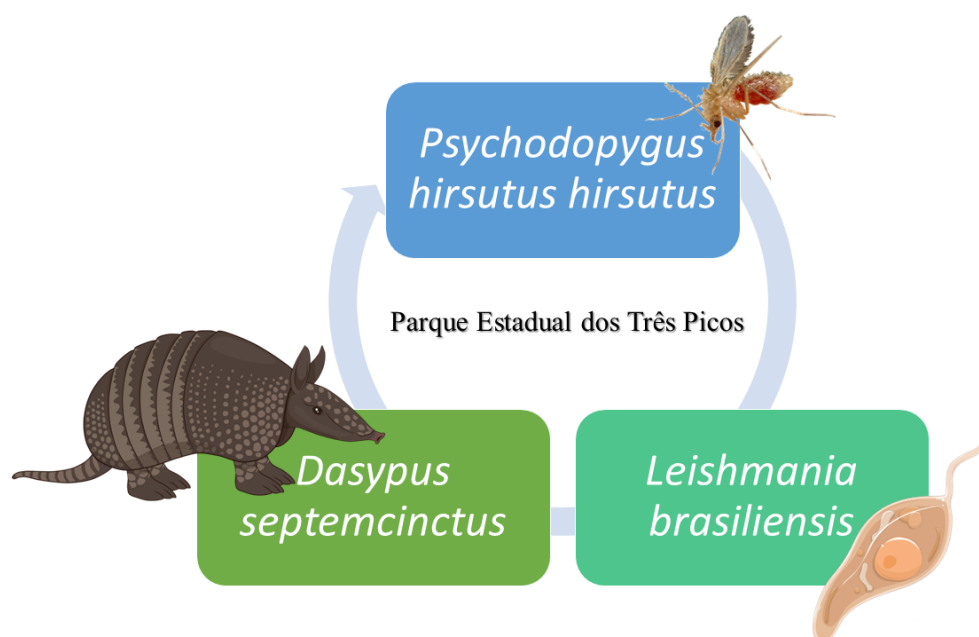 Psychodopygus
hirsutus hirsutus
Parque Estadual dos Três Picos
Dasypus
septemcinctus
Leishmania
brasiliensis